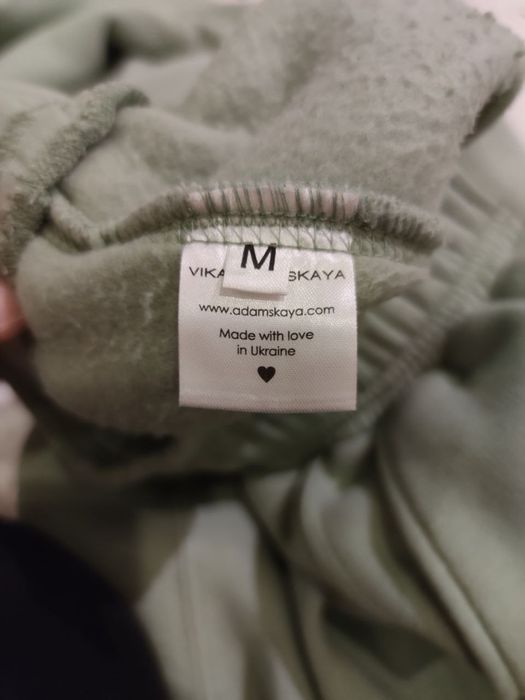 M
VIKA SKAYA
www.adamskaya.com
Made with love
in Ukraine